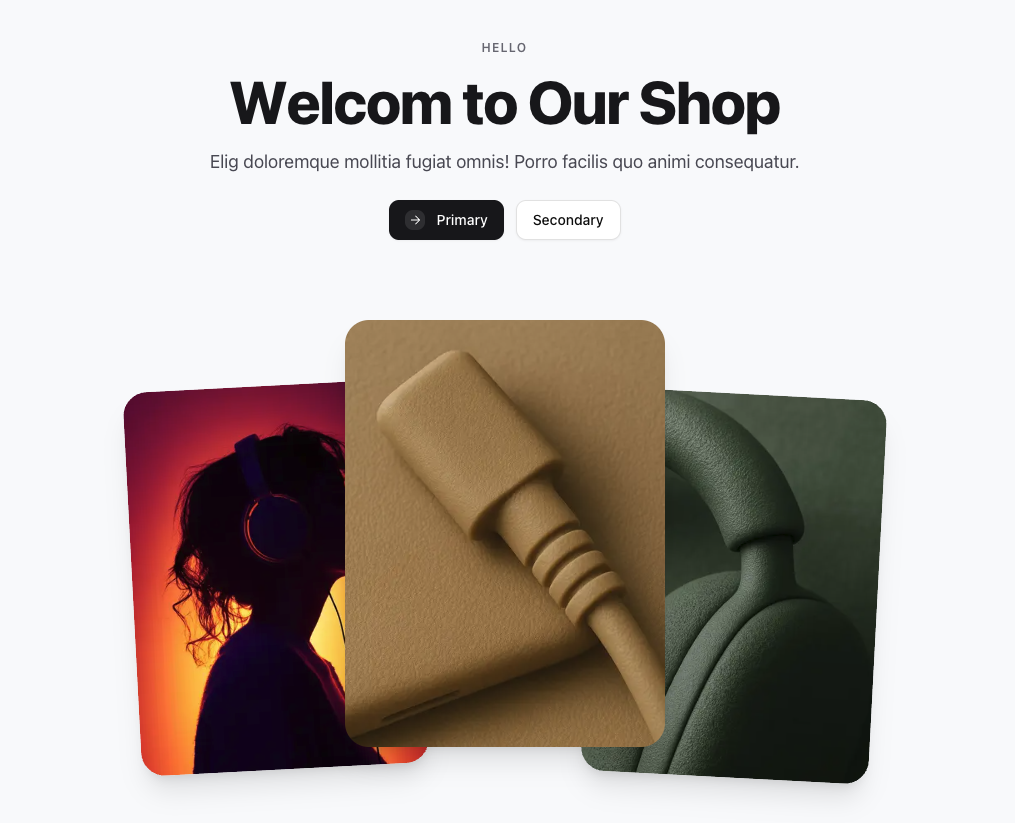 HELLO
Welcom to Our Shop
Elig doloremque mollitia fugiat omnis! Porro facilis quo animi consequatur.
Primary
Secondary